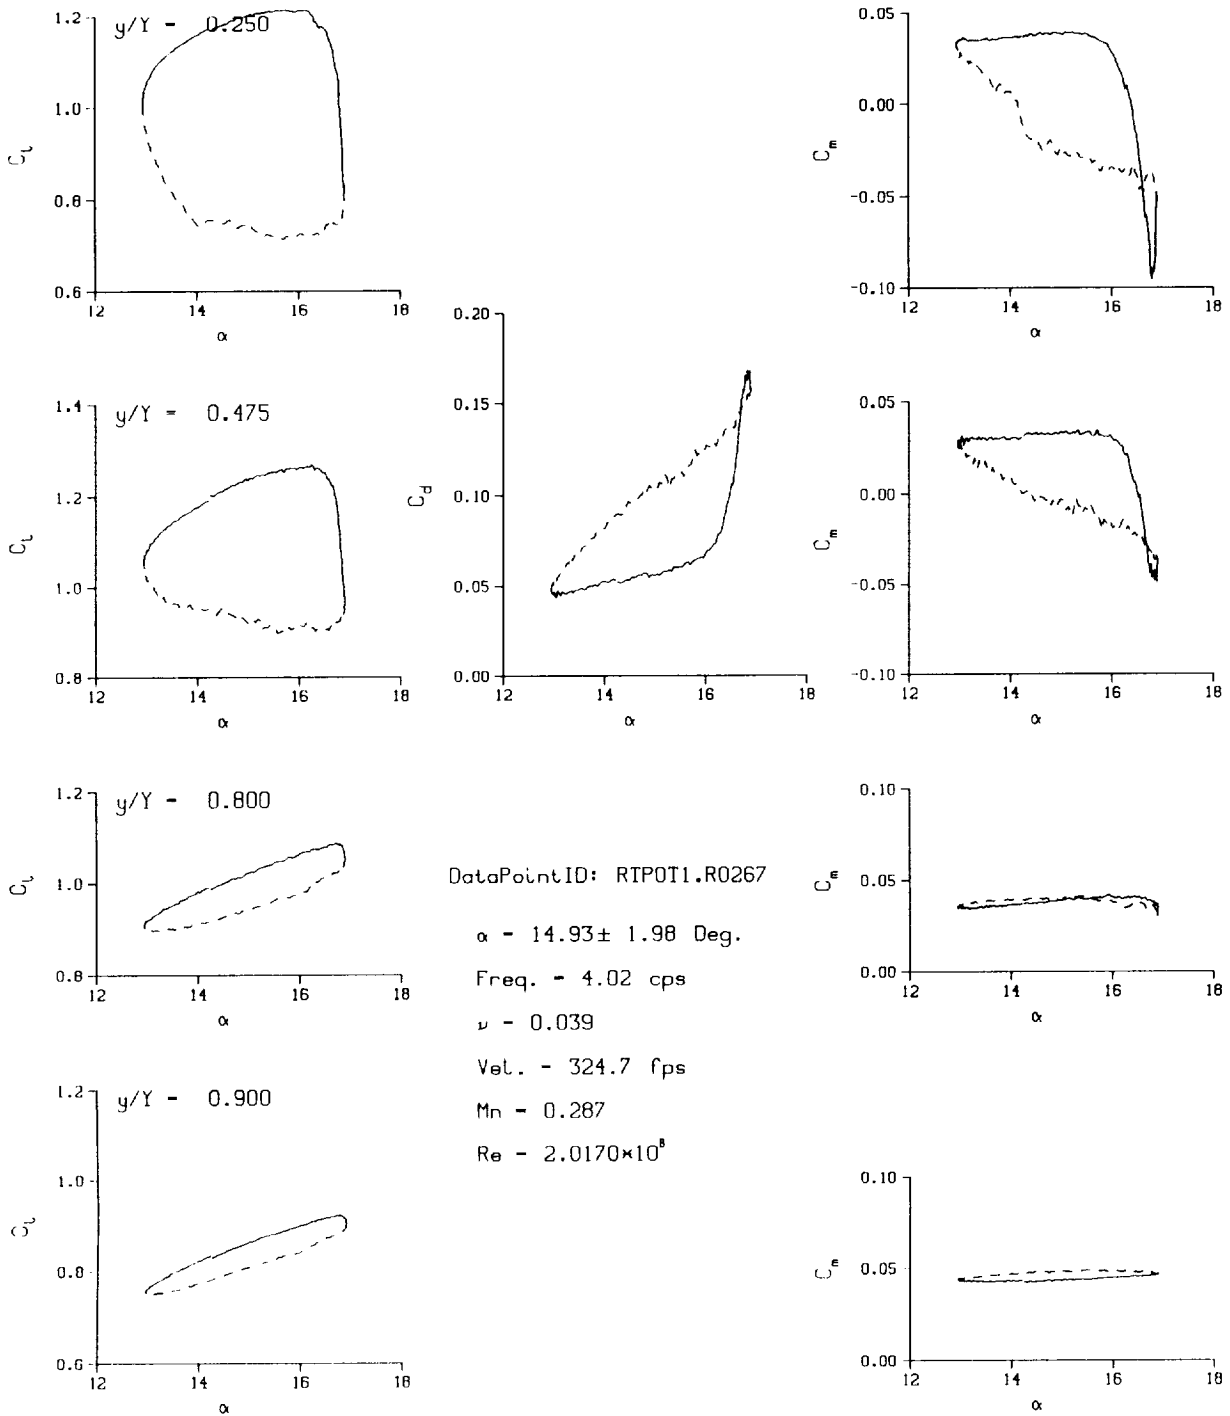 y/Y - 0.250
1.2
1.0
0.8
0.6
C_l
12 14 16 18
α
0.05
0.00
-0.05
-0.10
C_m
12 14 16 18
α
y/Y = 0.475
1.4
1.2
1.0
0.8
C_l
12 14 16 18
α
0.20
0.15
0.10
0.05
0.00
C_d
12 14 16 18
α
0.05
0.00
-0.05
-0.10
C_m
12 14 16 18
α
y/Y - 0.800
1.2
1.0
0.8
C_l
12 14 16 18
α
DataPointID: RTPOT1.R0267
α - 14.93± 1.98 Deg.
Freq. - 4.02 cps
ν - 0.039
Vel. - 324.7 fps
Mn - 0.287
Re - 2.0170×10
0.10
0.05
0.00
C_m
12 14 16 18
α
y/Y - 0.900
1.2
1.0
0.8
0.6
C_l
12 14 16 18
α
0.10
0.05
0.00
C_m
12 14 16 18
α